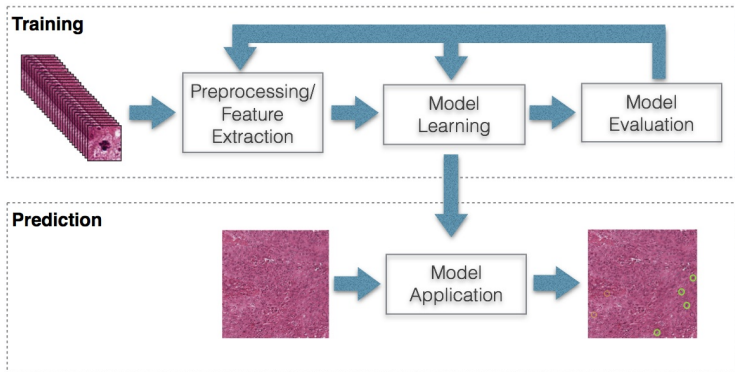 Training
Preprocessing/
Feature
Extraction
Model
Learning
Model
Evaluation
Prediction
Model
Application